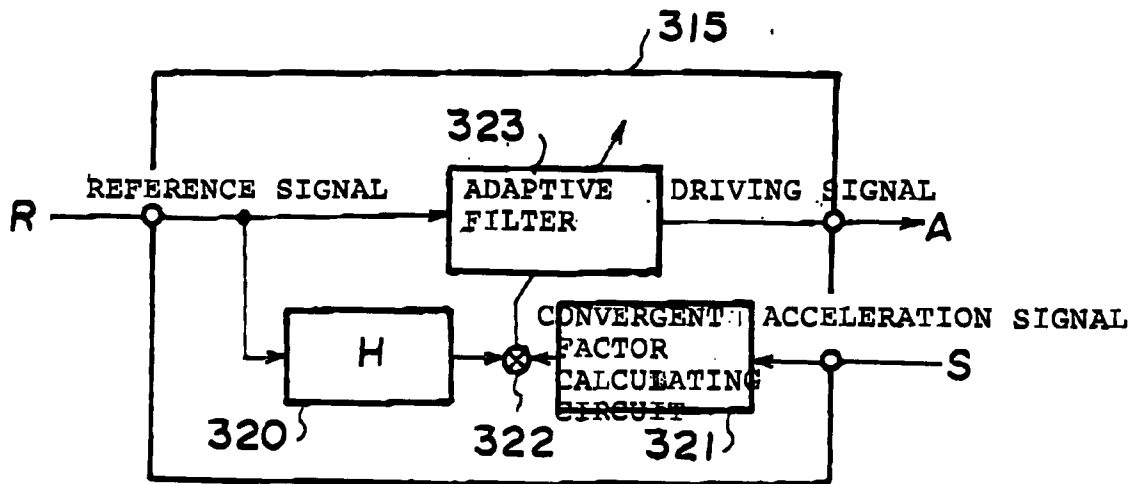 315
323
REFERENCE SIGNAL
ADAPTIVE
FILTER
DRIVING SIGNAL
R
A
CONVERGENT
FACTOR
CALCULATING
CIRCUIT
ACCELERATION SIGNAL
H
S
320
322
321